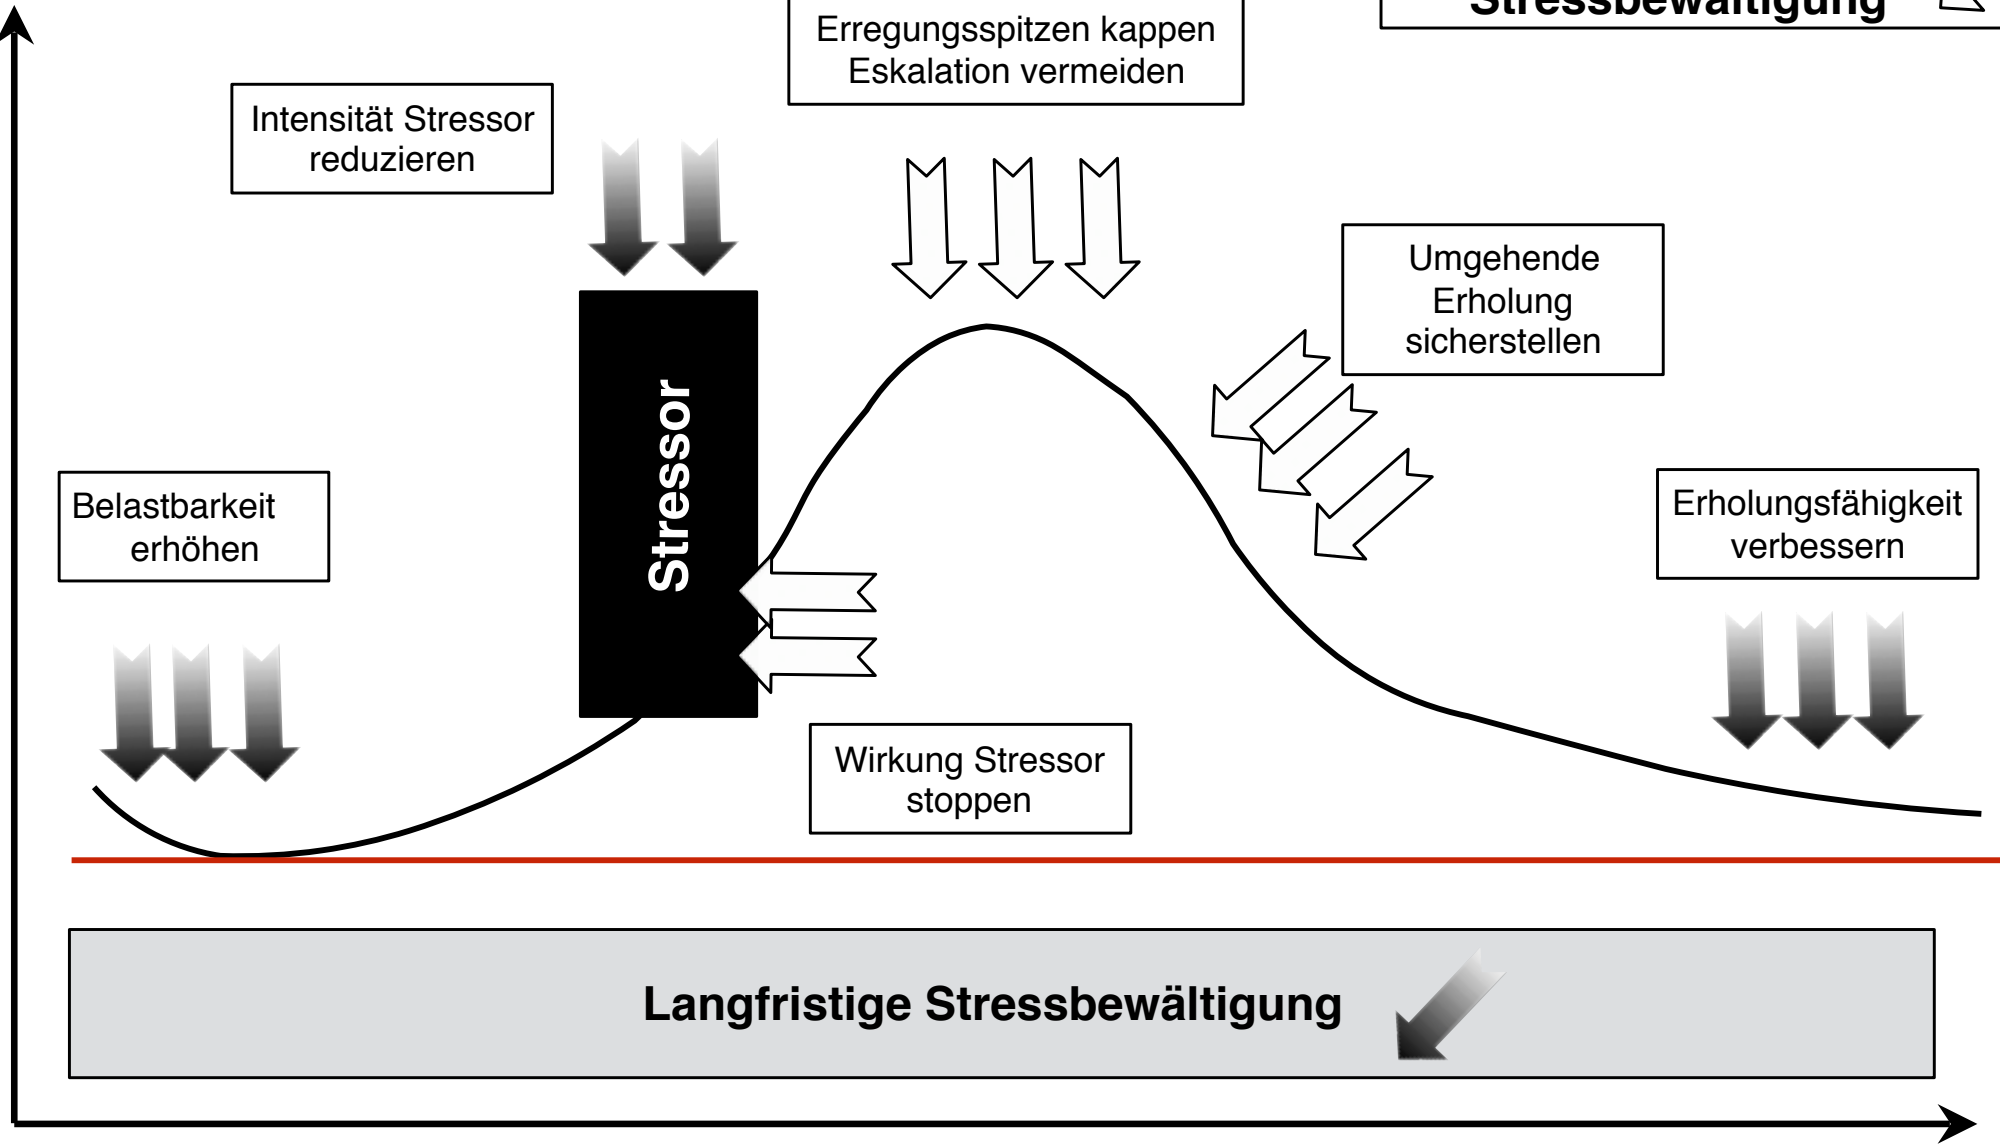 Stressbewältigung
Erregungsspitzen kappen
Eskalation vermeiden
Intensität Stressor
reduzieren
Umgehende
Erholung
sicherstellen
Stressor
Belastbarkeit
erhöhen
Erholungsfähigkeit
verbessern
Wirkung Stressor
stoppen
Langfristige Stressbewältigung